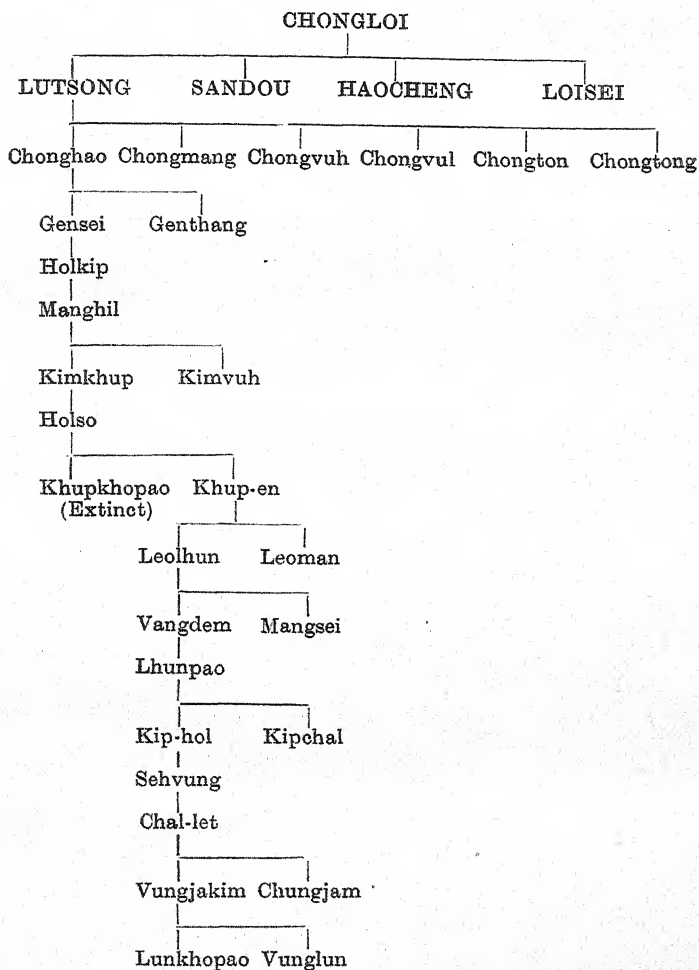 CHONGLOI
LUTSONG SANDOU HAOCHENG LOISEI
Chonghao Chongmang Chongvuh Chongvul Chongton Chongtong
Gensei Genthang
Holkip
Manghil
Kimkhup Kimvuh
Holso
Khupkhopao Khup-en
(Extinct)
Leolhun Leoman
Vangdem Mangsei
Lhunpao
Kip-hol Kipchal
Sehvung
Chal-let
Vungjakim Chungjam
Lunkhopao Vunglun